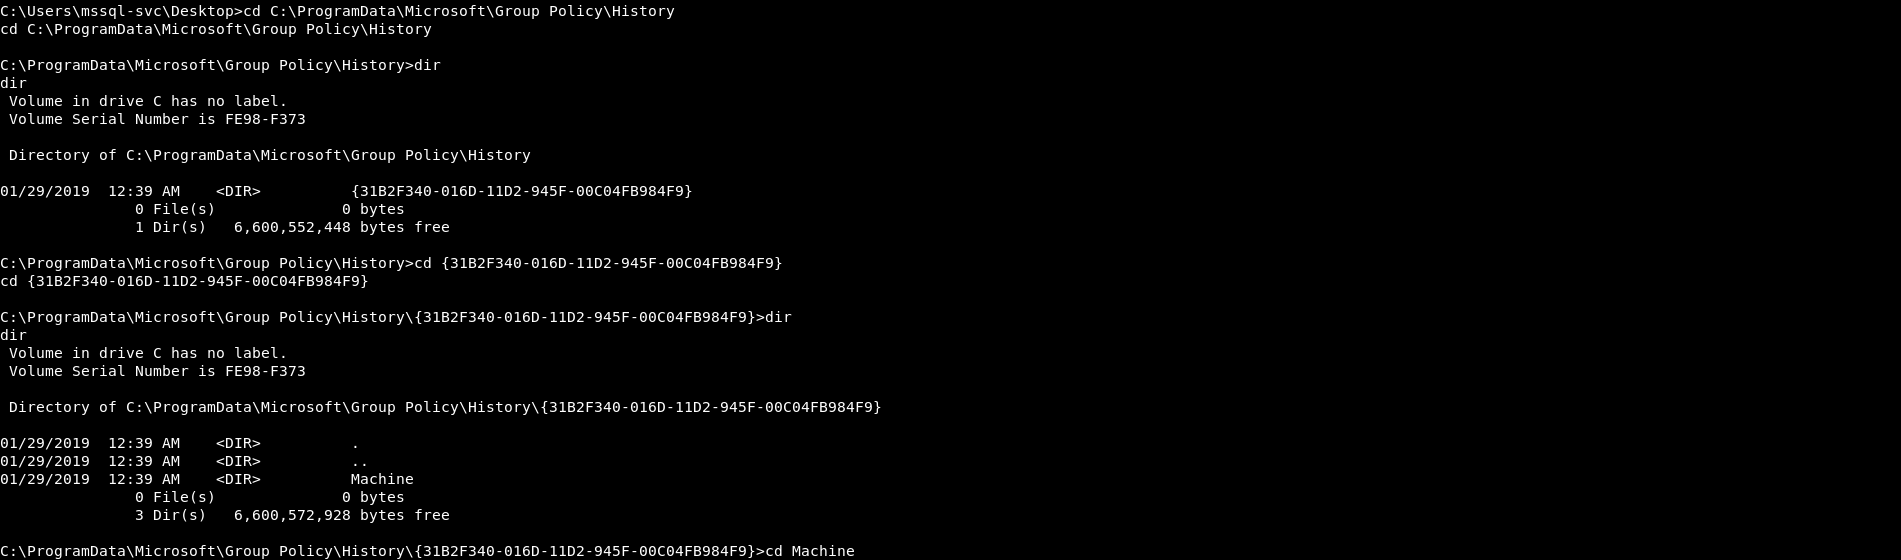 C:\Users\mssql-svc\Desktop>cd C:\ProgramData\Microsoft\Group Policy\History
cd C:\ProgramData\Microsoft\Group Policy\History

C:\ProgramData\Microsoft\Group Policy\History>dir
dir
 Volume in drive C has no label.
 Volume Serial Number is FE98-F373

 Directory of C:\ProgramData\Microsoft\Group Policy\History

01/29/2019  12:39 AM    <DIR>          {31B2F340-016D-11D2-945F-00C04FB984F9}
               0 File(s)              0 bytes
               1 Dir(s)   6,600,552,448 bytes free

C:\ProgramData\Microsoft\Group Policy\History>cd {31B2F340-016D-11D2-945F-00C04FB984F9}
cd {31B2F340-016D-11D2-945F-00C04FB984F9}

C:\ProgramData\Microsoft\Group Policy\History\{31B2F340-016D-11D2-945F-00C04FB984F9}>dir
dir
 Volume in drive C has no label.
 Volume Serial Number is FE98-F373

 Directory of C:\ProgramData\Microsoft\Group Policy\History\{31B2F340-016D-11D2-945F-00C04FB984F9}

01/29/2019  12:39 AM    <DIR>          .
01/29/2019  12:39 AM    <DIR>          ..
01/29/2019  12:39 AM    <DIR>          Machine
               0 File(s)              0 bytes
               3 Dir(s)   6,600,572,928 bytes free

C:\ProgramData\Microsoft\Group Policy\History\{31B2F340-016D-11D2-945F-00C04FB984F9}>cd Machine